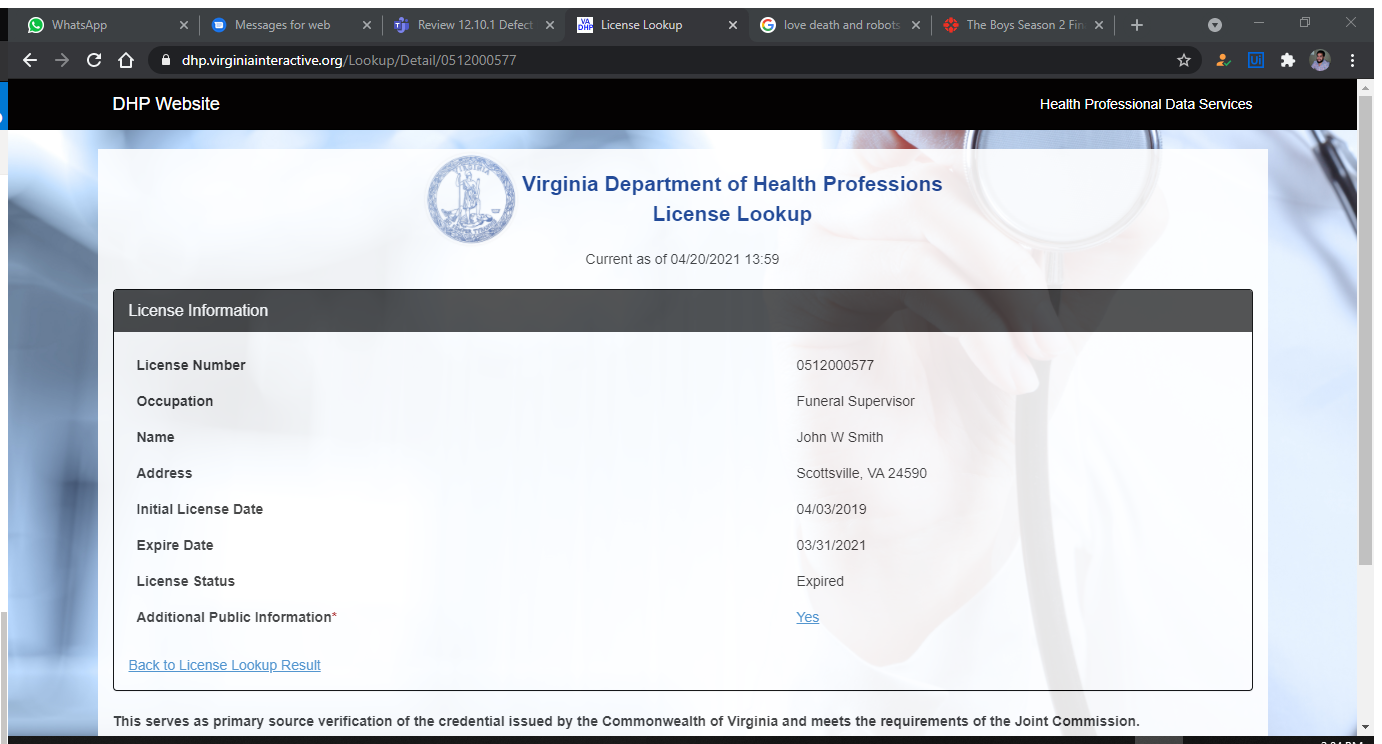 WhatsApp
Messages for web
Review 12.10.1 Defect
VA DHP License Lookup
love death and robots
The Boys Season 2 Fin
dhp.virginiainteractive.org/Lookup/Detail/0512000577
DHP Website
Health Professional Data Services
Virginia Department of Health Professions
License Lookup
Current as of 04/20/2021 13:59
License Information
License Number 0512000577
Occupation Funeral Supervisor
Name John W Smith
Address Scottsville, VA 24590
Initial License Date 04/03/2019
Expire Date 03/31/2021
License Status Expired
Additional Public Information* Yes
Back to License Lookup Result
This serves as primary source verification of the credential issued by the Commonwealth of Virginia and meets the requirements of the Joint Commission.